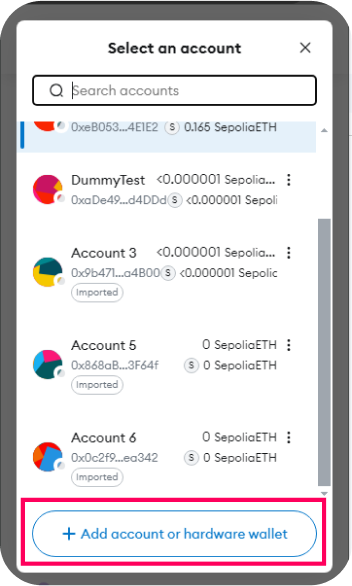 Select an account
Search accounts
0xeB053...4E1E2 S 0.165 SepoliaETH
DummyTest <0.000001 Sepolia...
0xaDe49...d4DDd S <0.000001 Sepoli
Account 3 <0.000001 Sepolia...
0x9b471...a4B00 S <0.000001 Sepolic
Imported
Account 5 0 SepoliaETH
0x868aB...3F64f S 0 SepoliaETH
Imported
Account 6 0 SepoliaETH
0x0c2f9...ea342 S 0 SepoliaETH
Imported
+ Add account or hardware wallet